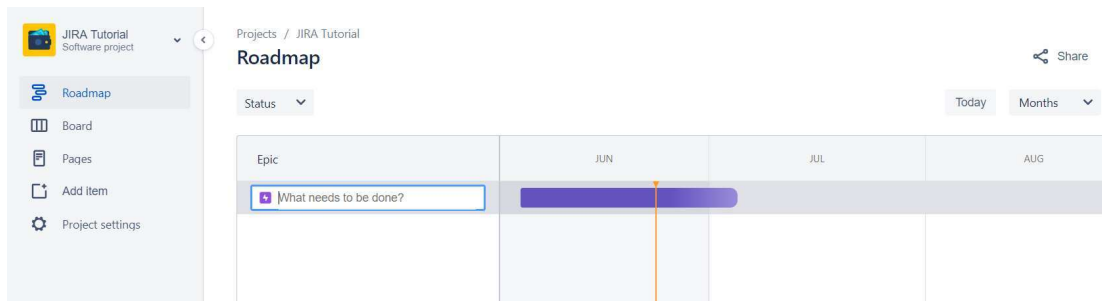 JIRA Tutorial
Software project
Roadmap
Board
Pages
Add item
Project settings
Projects / JIRA Tutorial
Roadmap
Share
Status
Today
Months
Epic
JUN
JUL
AUG
What needs to be done?